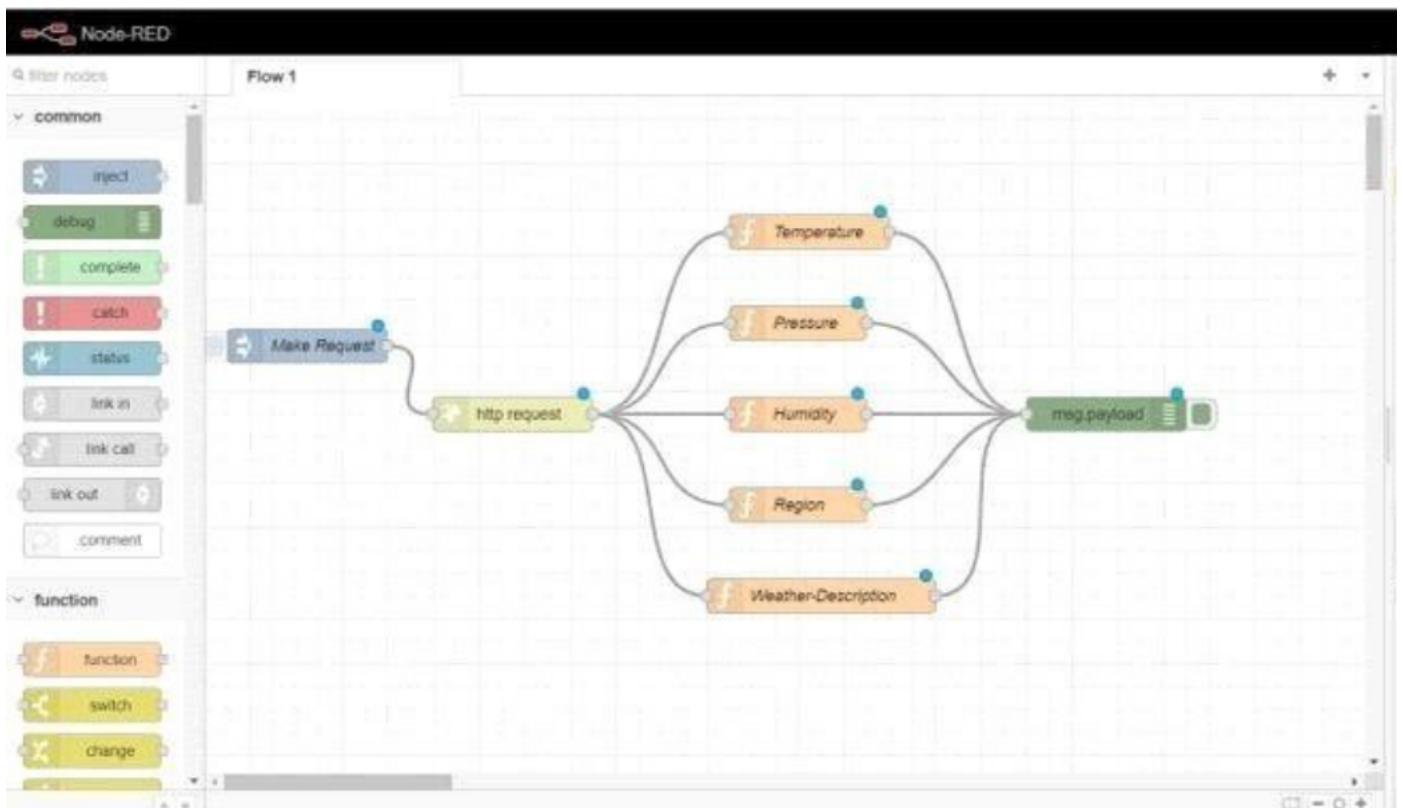 Node-RED
filter nodes
Flow 1
common
inject
debug
complete
catch
status
link in
link call
link out
comment
function
function
switch
change
Make Request
http request
Temperature
Pressure
Humidity
Region
Weather-Description
msg.payload